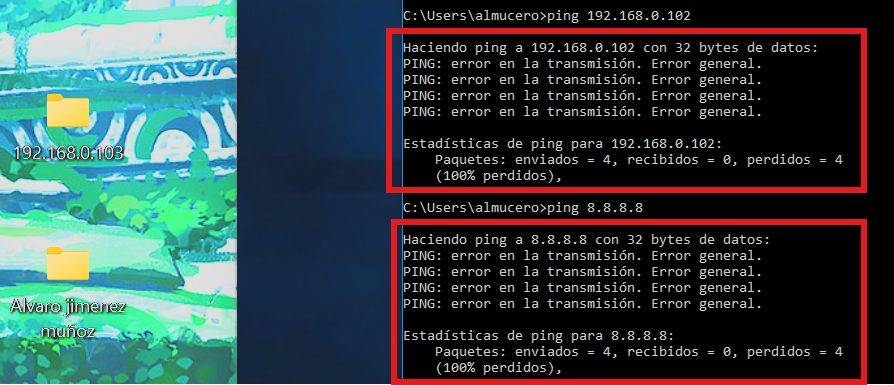 192.168.0.103
Alvaro jimenez
muñoz
C:\Users\almucero>ping 192.168.0.102
Haciendo ping a 192.168.0.102 con 32 bytes de datos:
PING: error en la transmisión. Error general.
PING: error en la transmisión. Error general.
PING: error en la transmisión. Error general.
PING: error en la transmisión. Error general.
Estadísticas de ping para 192.168.0.102:
Paquetes: enviados = 4, recibidos = 0, perdidos = 4
(100% perdidos),
C:\Users\almucero>ping 8.8.8.8
Haciendo ping a 8.8.8.8 con 32 bytes de datos:
PING: error en la transmisión. Error general.
PING: error en la transmisión. Error general.
PING: error en la transmisión. Error general.
PING: error en la transmisión. Error general.
Estadísticas de ping para 8.8.8.8:
Paquetes: enviados = 4, recibidos = 0, perdidos = 4
(100% perdidos),